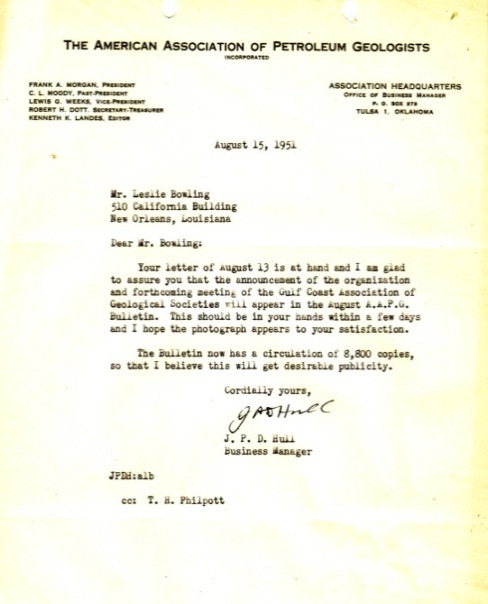 THE AMERICAN ASSOCIATION OF PETROLEUM GEOLOGISTS
INCORPORATED
FRANK A. MORGAN, PRESIDENT
C. L. MOODY, PAST-PRESIDENT
LEWIS G. WEEKS, VICE-PRESIDENT
ROBERT H. DOTT, SECRETARY-TREASURER
KENNETH K. LANDES, EDITOR
ASSOCIATION HEADQUARTERS
OFFICE OF BUSINESS MANAGER
P. O. BOX 979
TULSA 1, OKLAHOMA
August 15, 1951
Mr. Leslie Bowling
510 California Building
New Orleans, Louisiana
Dear Mr. Bowling:
Your letter of August 13 is at hand and I am glad
to assure you that the announcement of the organization
and forthcoming meeting of the Gulf Coast Association of
Geological Societies will appear in the August A.A.P.G.
Bulletin. This should be in your hands within a few days
and I hope the photograph appears to your satisfaction.
The Bulletin now has a circulation of 8,800 copies,
so that I believe this will get desirable publicity.
Cordially yours,
JPDHull
J. P. D. Hull
Business Manager
JPDH:alb
cc: T. H. Philpott